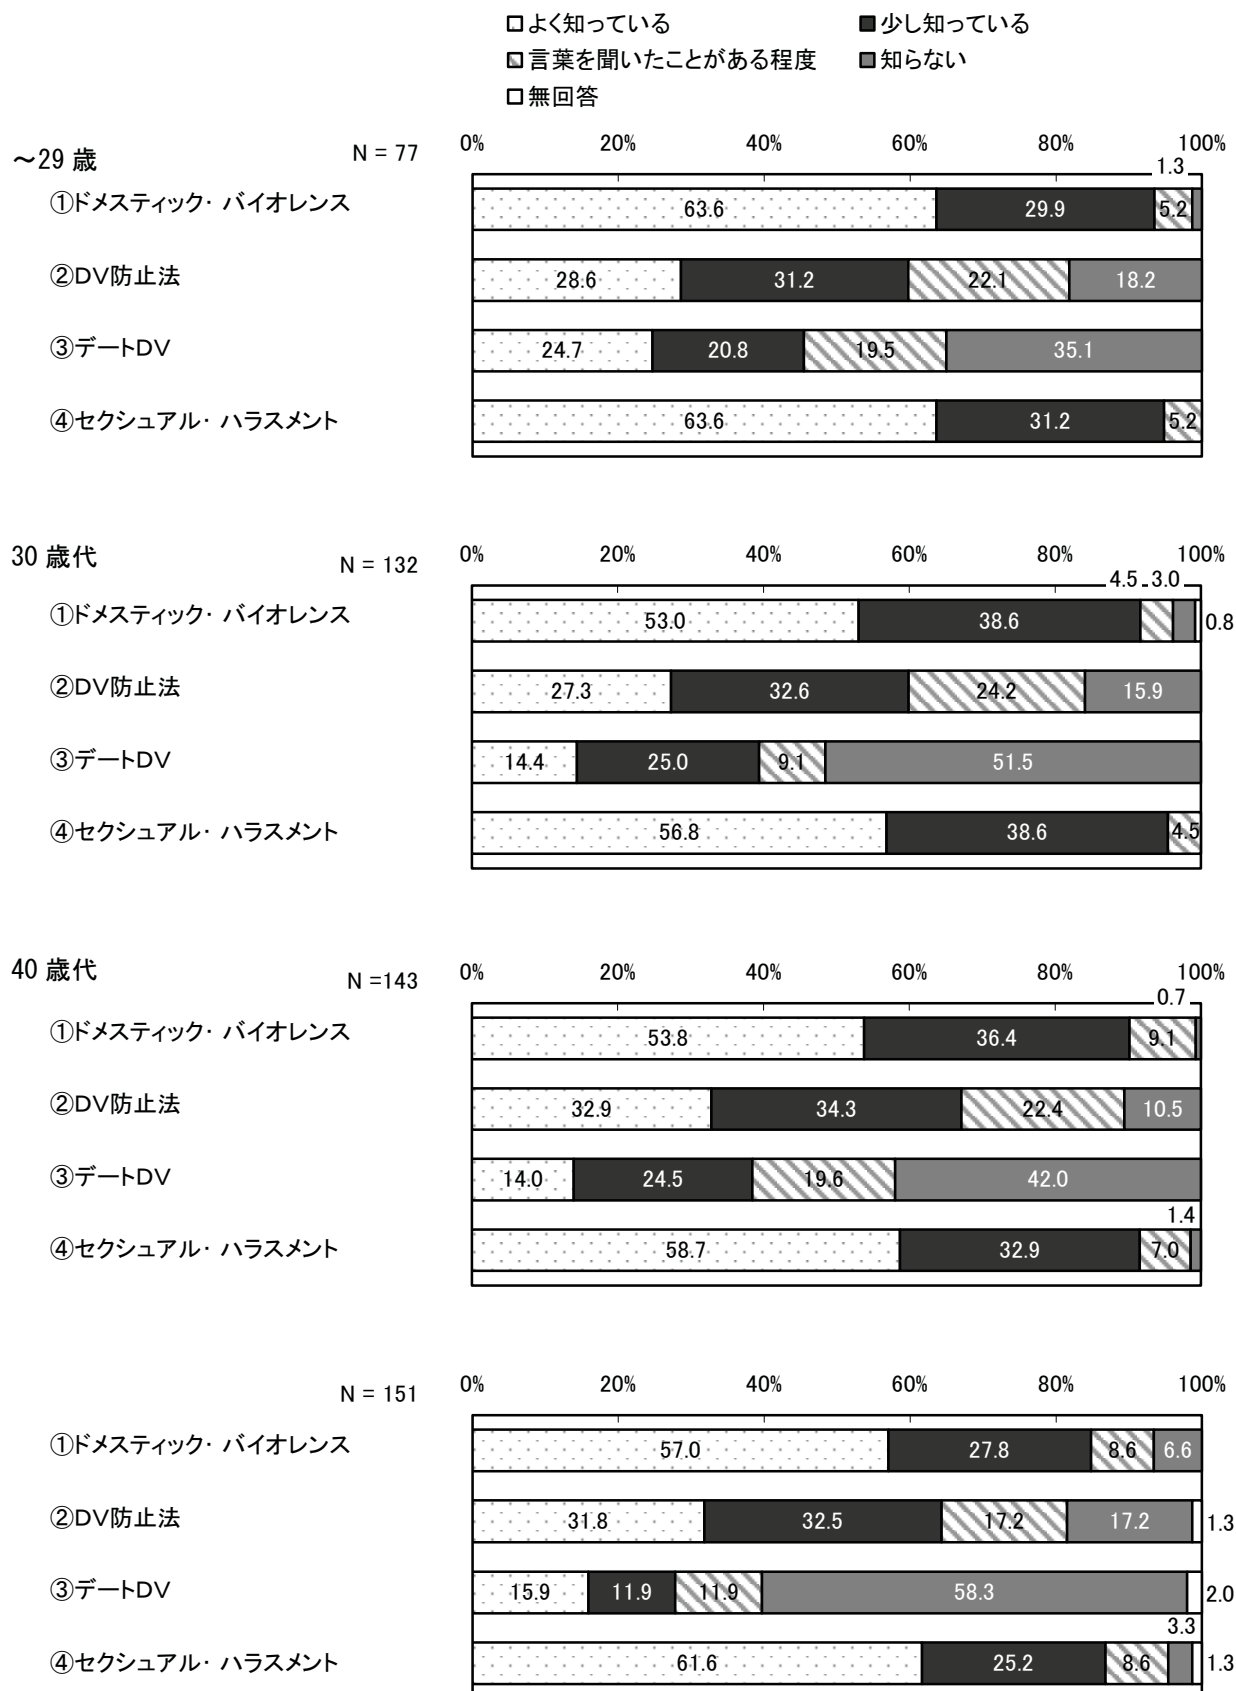 よく知っている 少し知っている
言葉を聞いたことがある程度 知らない
無回答
～29 歳 N = 77 0% 20% 40% 60% 80% 100%
1.3
①ドメスティック・ バイオレンス 63.6 29.9 5.2
②DV防止法 28.6 31.2 22.1 18.2
③デートDV 24.7 20.8 19.5 35.1
④セクシュアル・ ハラスメント 63.6 31.2 5.2
30 歳代 N = 132 0% 20% 40% 60% 80% 100%
4.5 3.0
①ドメスティック・ バイオレンス 53.0 38.6 0.8
②DV防止法 27.3 32.6 24.2 15.9
③デートDV 14.4 25.0 9.1 51.5
④セクシュアル・ ハラスメント 56.8 38.6 4.5
40 歳代 N =143 0% 20% 40% 60% 80% 100%
0.7
①ドメスティック・ バイオレンス 53.8 36.4 9.1
②DV防止法 32.9 34.3 22.4 10.5
③デートDV 14.0 24.5 19.6 42.0
1.4
④セクシュアル・ ハラスメント 58.7 32.9 7.0
N = 151 0% 20% 40% 60% 80% 100%
①ドメスティック・ バイオレンス 57.0 27.8 8.6 6.6
②DV防止法 31.8 32.5 17.2 17.2 1.3
③デートDV 15.9 11.9 11.9 58.3 2.0
3.3
④セクシュアル・ ハラスメント 61.6 25.2 8.6 1.3